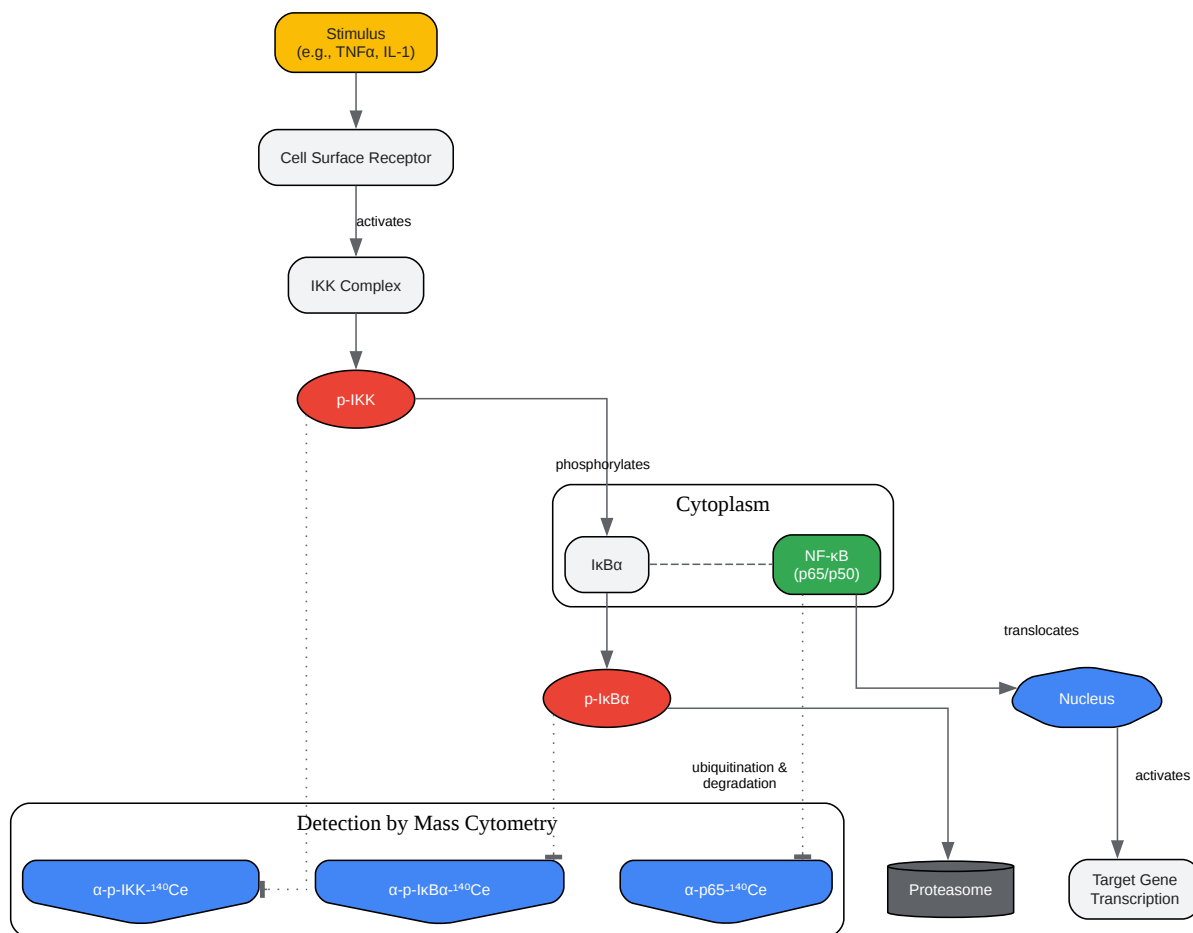 Stimulus
(e.g., TNFα, IL-1)
Cell Surface Receptor
activates
IKK Complex
p-IKK
phosphorylates
Cytoplasm
IκBα
NF-κB
(p65/p50)
translocates
p-IκBα
Nucleus
ubiquitination &
degradation
activates
Detection by Mass Cytometry
α-p-IKK-¹⁴⁰Ce
α-p-IκBα-¹⁴⁰Ce
α-p65-¹⁴⁰Ce
Proteasome
Target Gene
Transcription